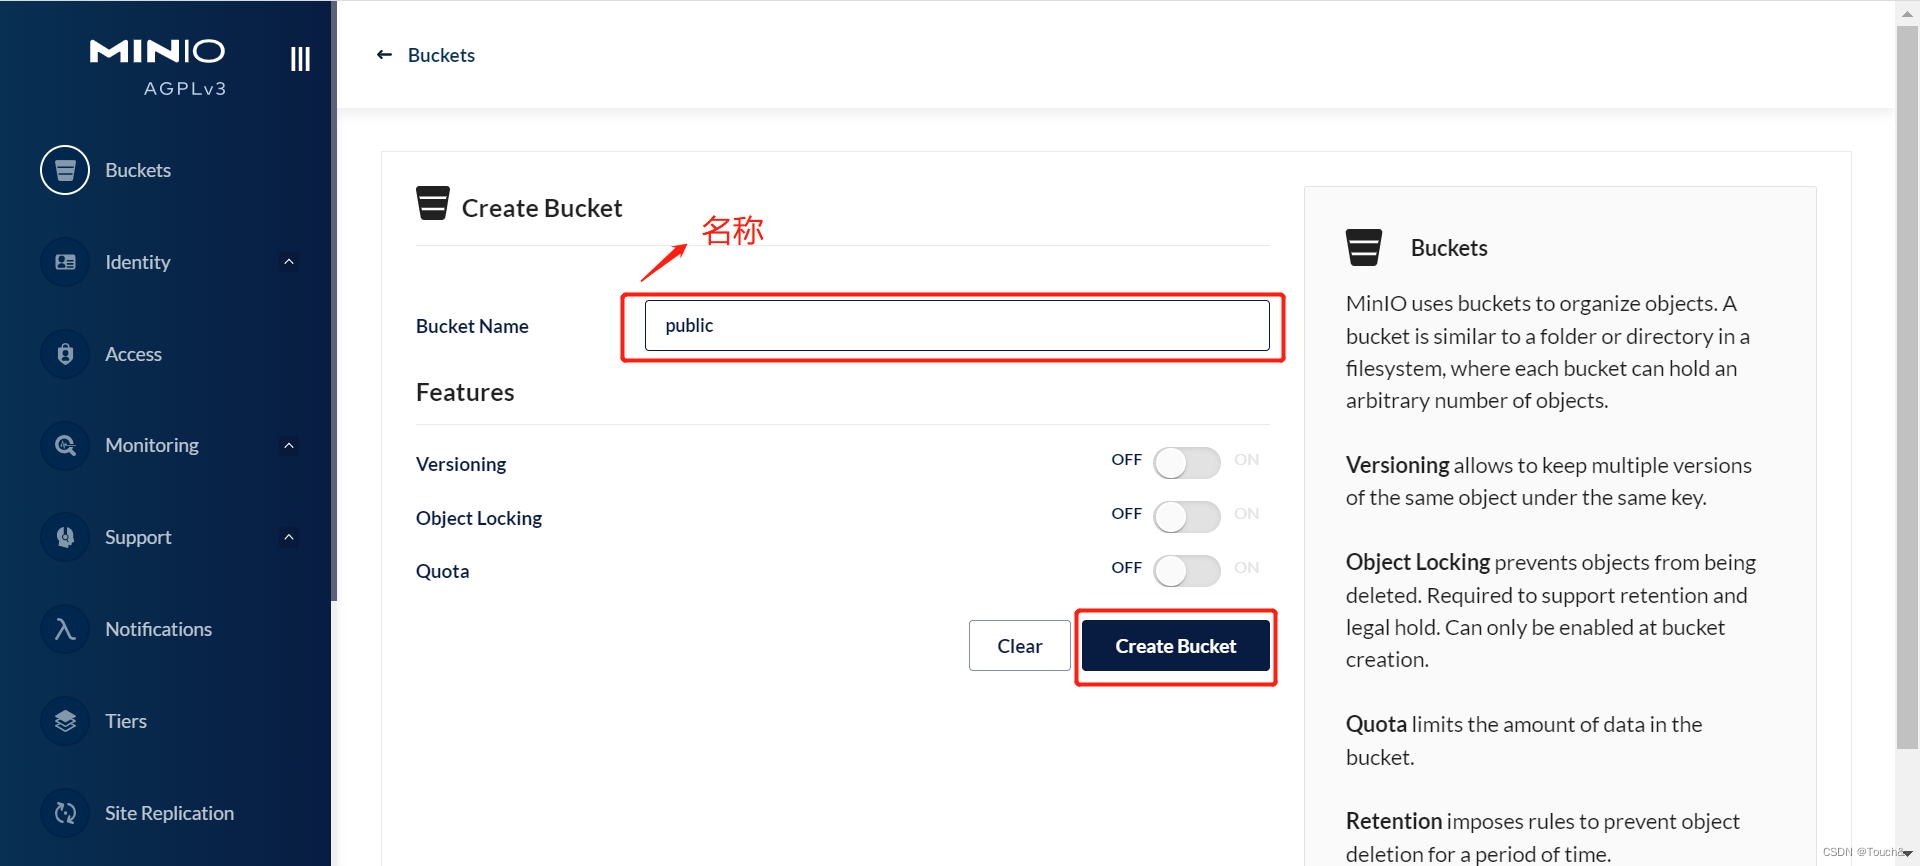 MINIO
AGPLv3
Buckets
Identity
Access
Monitoring
Support
Notifications
Tiers
Site Replication
← Buckets
Create Bucket
名称
Bucket Name
public
Features
Versioning
OFF ON
Object Locking
OFF ON
Quota
OFF ON
Clear
Create Bucket
Buckets
MinIO uses buckets to organize objects. A
bucket is similar to a folder or directory in a
filesystem, where each bucket can hold an
arbitrary number of objects.
Versioning allows to keep multiple versions
of the same object under the same key.
Object Locking prevents objects from being
deleted. Required to support retention and
legal hold. Can only be enabled at bucket
creation.
Quota limits the amount of data in the
bucket.
Retention imposes rules to prevent object
deletion for a period of time.
CSDN @Touch&